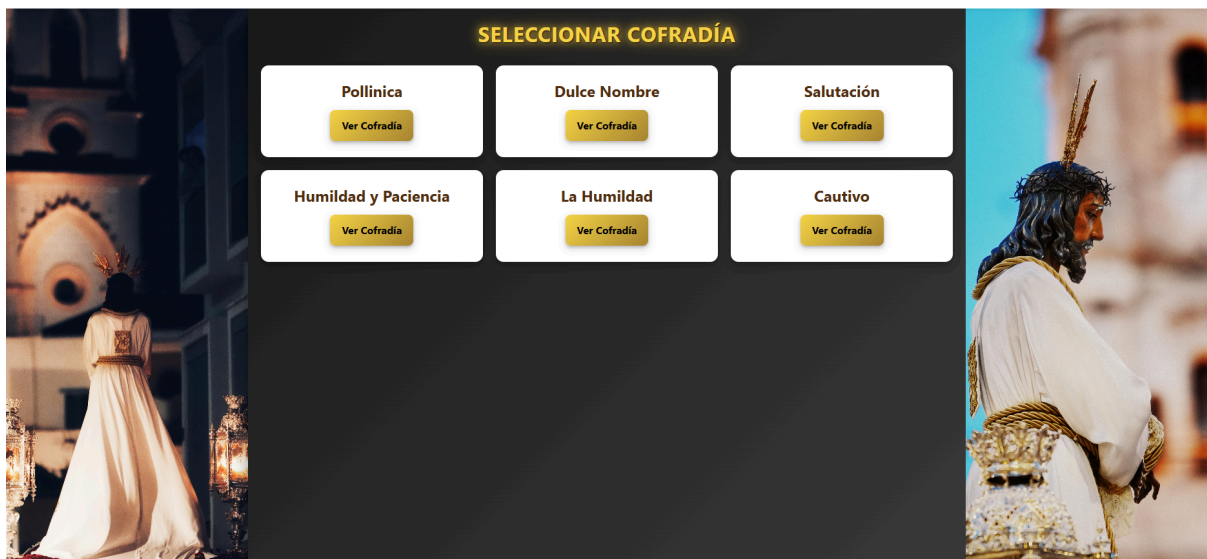 SELECCIONAR COFRADÍA
Pollinica
Ver Cofradía
Dulce Nombre
Ver Cofradía
Salutación
Ver Cofradía
Humildad y Paciencia
Ver Cofradía
La Humildad
Ver Cofradía
Cautivo
Ver Cofradía